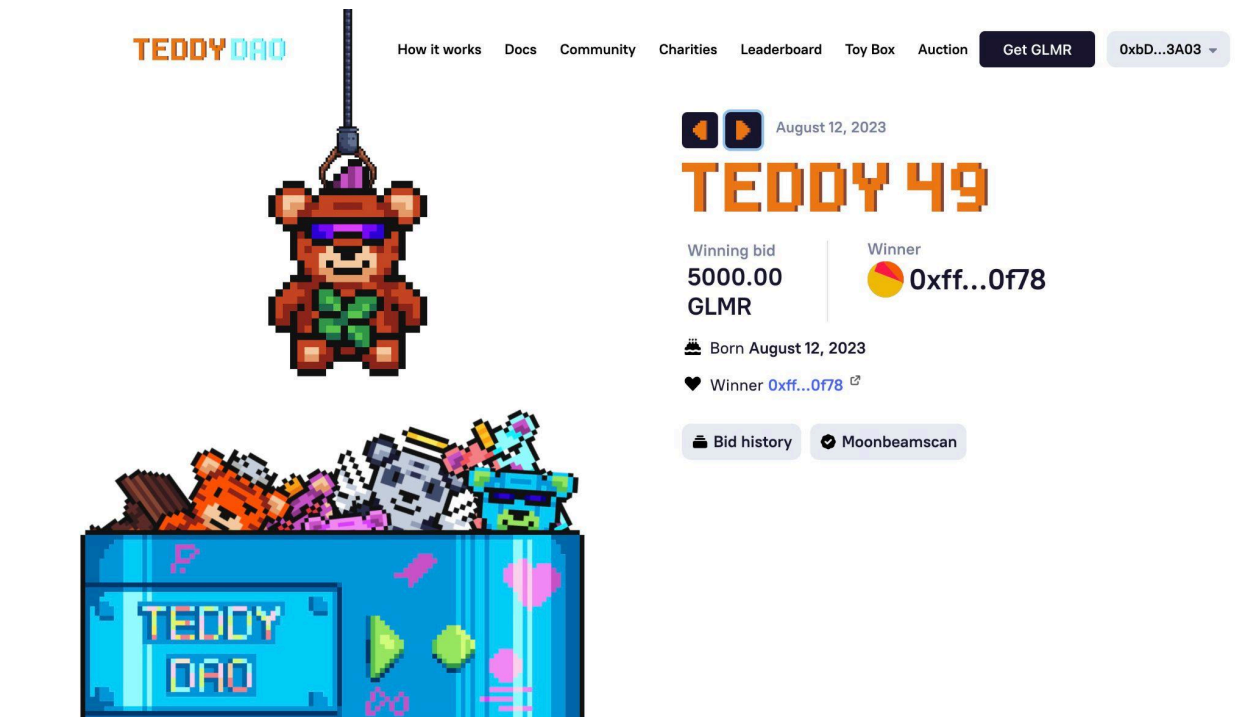 TEDDY DAO
How it works Docs Community Charities Leaderboard Toy Box Auction Get GLMR 0xbD...3A03
August 12, 2023
TEDDY 49
Winning bid
5000.00
GLMR
Winner
0xff...0f78
Born August 12, 2023
Winner 0xff...0f78
Bid history Moonbeamscan
TEDDY
DAO